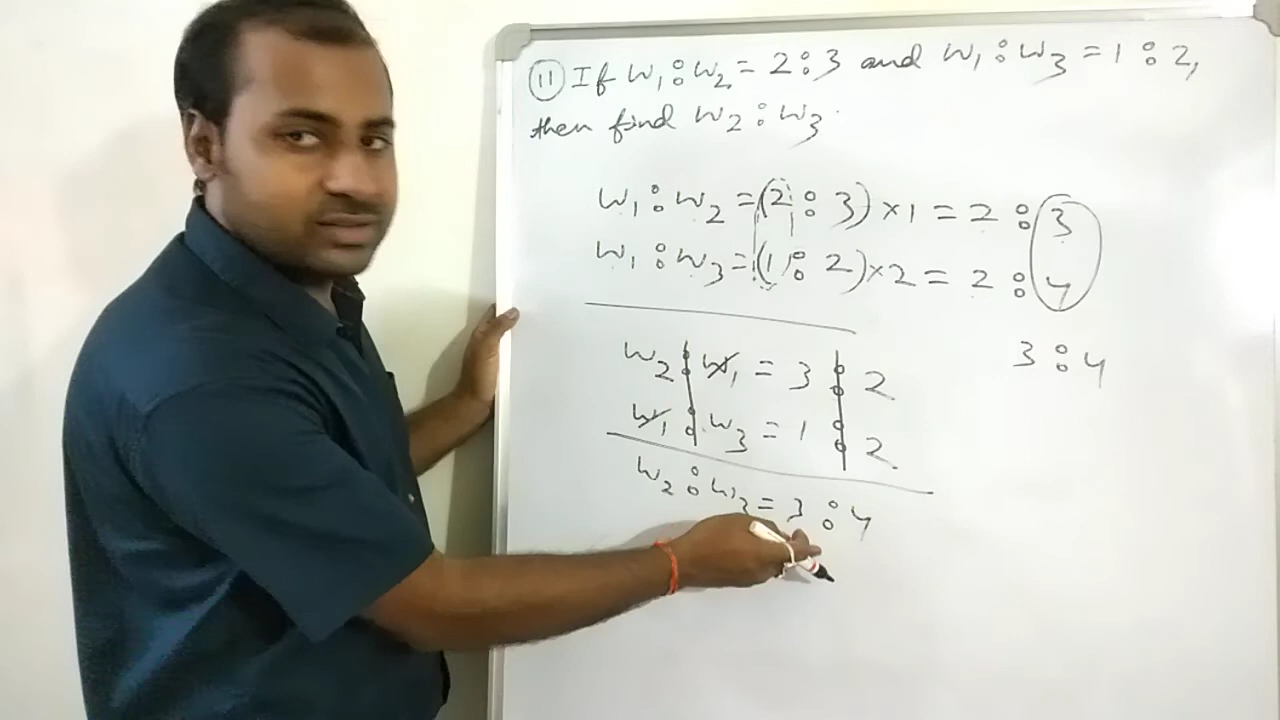 (11) If W₁ : W₂ = 2 : 3 and W₁ : W₃ = 1 : 2,
then find W₂ : W₃.
W₁ : W₂ = (2 : 3) × 1 = 2 : 3
W₁ : W₃ = (1 : 2) × 2 = 2 : 4
3 : 4
W₂ : W₁ = 3 : 2
W₁ : W₃ = 1 : 2
W₂ : W₃ = 3 : 4